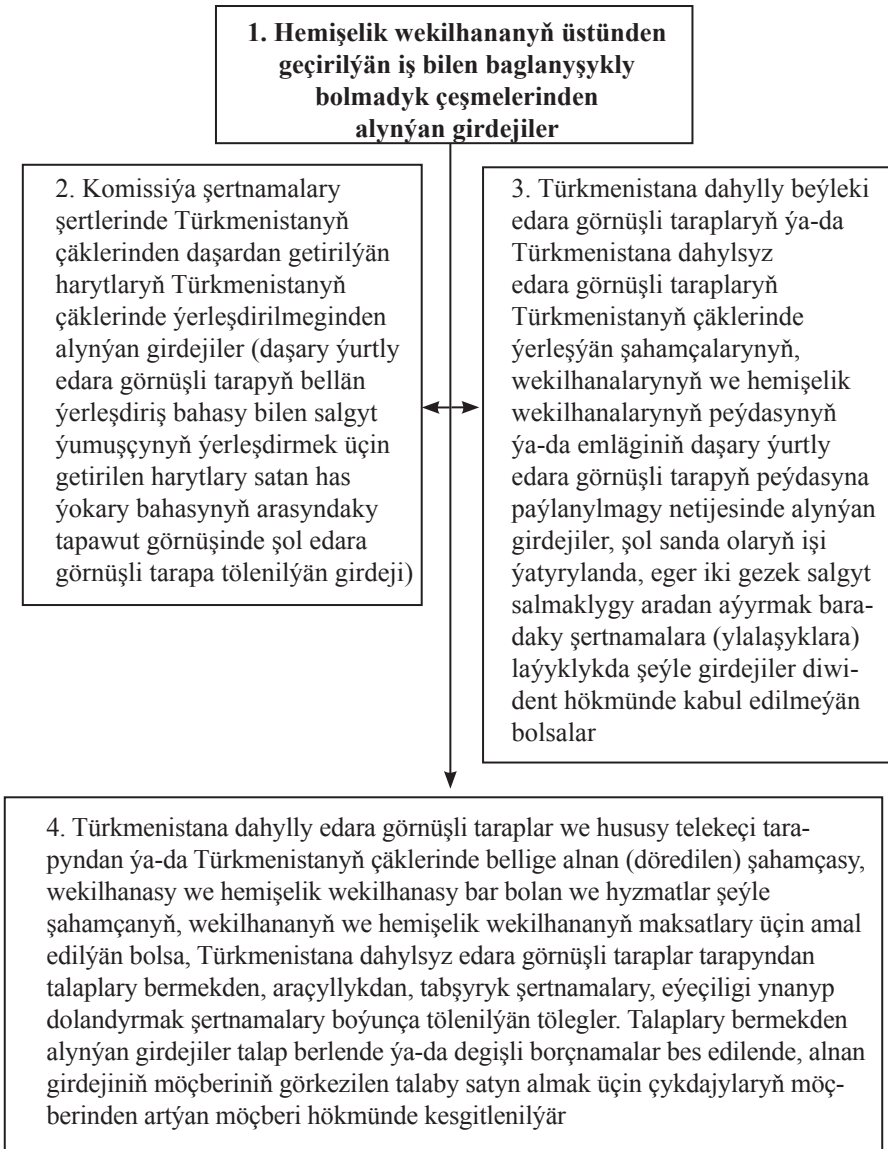 1. Hemişelik wekilhananyň üstünden
geçirilýän iş bilen baglanyşykly
bolmadyk çeşmelerinden
alynýan girdejiler
2. Komissiýa şertnamalary
şertlerinde Türkmenistanyň
çäklerinden daşardan getirilýän
harytlaryň Türkmenistanyň
çäklerinde ýerleşdirilmeginden
alynýan girdejiler (daşary ýurtly
edara görnüşli tarapyň bellän
ýerleşdiriş bahasy bilen salgyt
ýumuşçynyň ýerleşdirmek üçin
getirilen harytlary satan has
ýokary bahasynyň arasyndaky
tapawut görnüşinde şol edara
görnüşli tarapa tölenilýän girdeji)
3. Türkmenistana dahylly beýleki
edara görnüşli taraplaryň ýa-da
Türkmenistana dahylsyz
edara görnüşli taraplaryň
Türkmenistanyň çäklerinde
ýerleşýän şahamçalarynyň,
wekilhanalarynyň we hemişelik
wekilhanalarynyň peýdasynyň
ýa-da emläginiň daşary ýurtly
edara görnüşli tarapyň peýdasyna
paýlanylmagy netijesinde alynýan
girdejiler, şol sanda olaryň işi
ýatyrylanda, eger iki gezek salgyt
salmaklygy aradan aýyrmak bara-
daky şertnamalara (ylalaşyklara)
laýyklykda şeýle girdejiler diwi-
dent hökmünde kabul edilmeýän
bolsalar
4. Türkmenistana dahylly edara görnüşli taraplar we hususy telekeçi tara-
pyndan ýa-da Türkmenistanyň çäklerinde bellige alnan (döredilen) şahamçasy,
wekilhanasy we hemişelik wekilhanasy bar bolan we hyzmatlar şeýle
şahamçanyň, wekilhananyň we hemişelik wekilhananyň maksatlary üçin amal
edilýän bolsa, Türkmenistana dahylsyz edara görnüşli taraplar tarapyndan
talaplary bermekden, araçyllykdan, tabşyryk şertnamalary, eýeçiligi ynanyp
dolandyrmak şertnamalary boýunça tölenilýän tölegler. Talaplary bermekden
alynýan girdejiler talap berlende ýa-da degişli borçnamalar bes edilende, alnan
girdejiniň möçberiniň görkezilen talaby satyn almak üçin çykdajylaryň möç-
berinden artýan möçberi hökmünde kesgitlenilýär